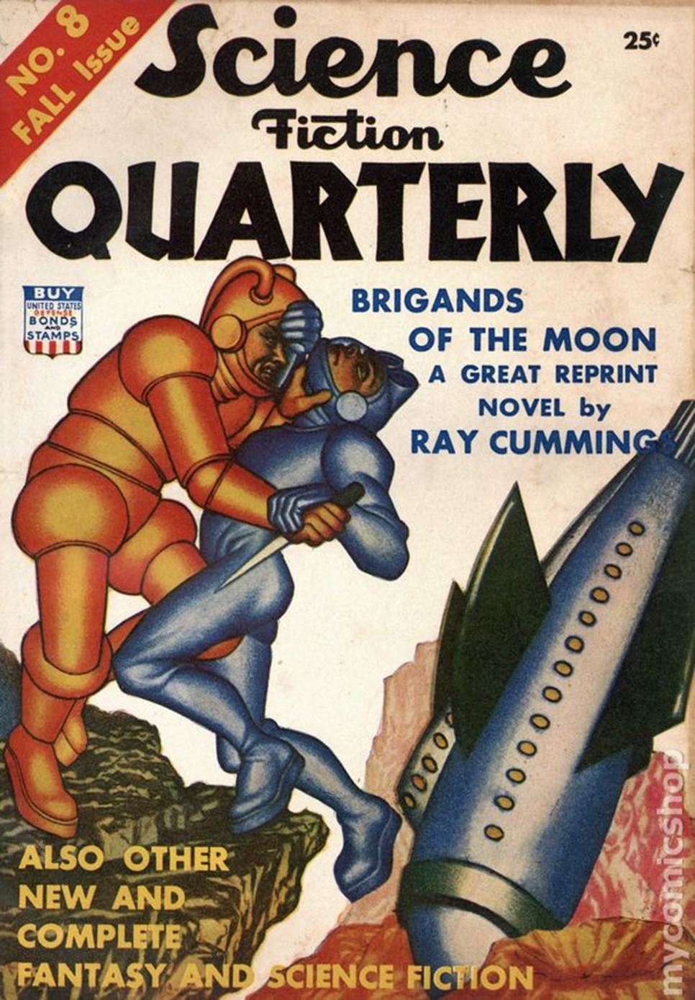 NO. 8
FALL Issue
Science
25¢
Fiction
QUARTERLY
BUY
UNITED STATES
DEFENSE
BONDS
AND
STAMPS
BRIGANDS
OF THE MOON
A GREAT REPRINT
NOVEL by
RAY CUMMINGS
ALSO OTHER
NEW AND
COMPLETE
FANTASY AND SCIENCE FICTION
mycomicshop